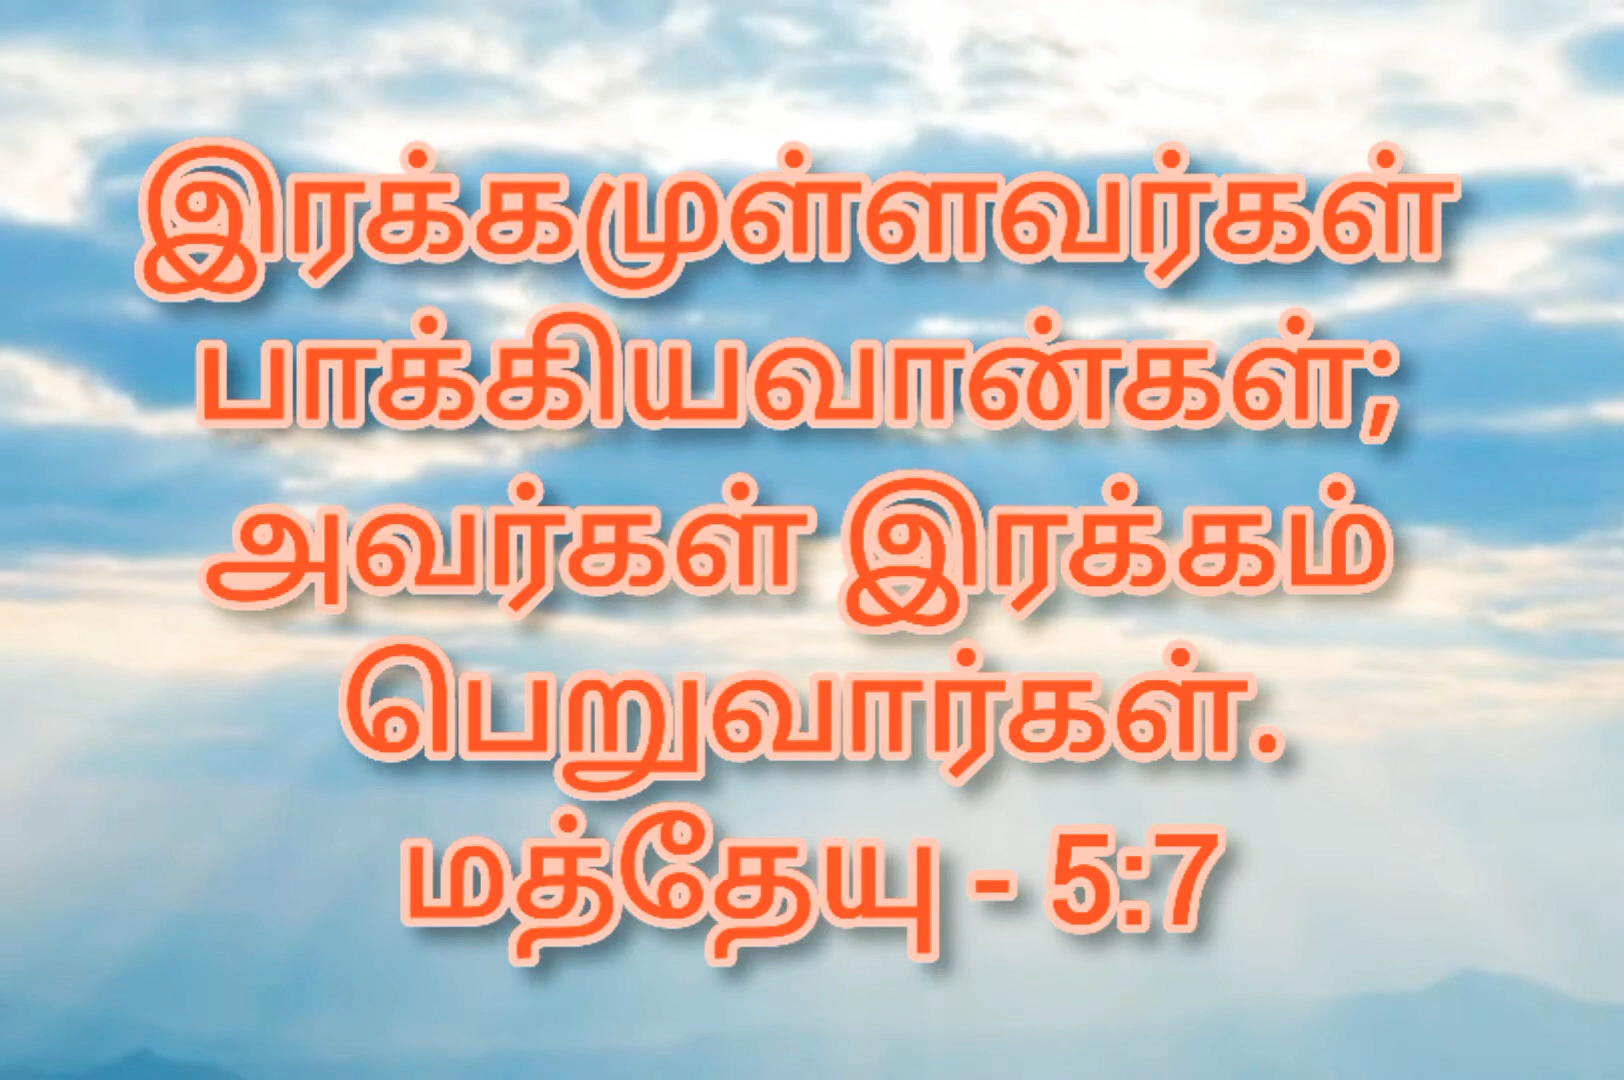 இரக்கமுள்ளவர்கள்
பாக்கியவான்கள்;
அவர்கள் இரக்கம்
பெறுவார்கள்.
மத்தேயு - 5:7